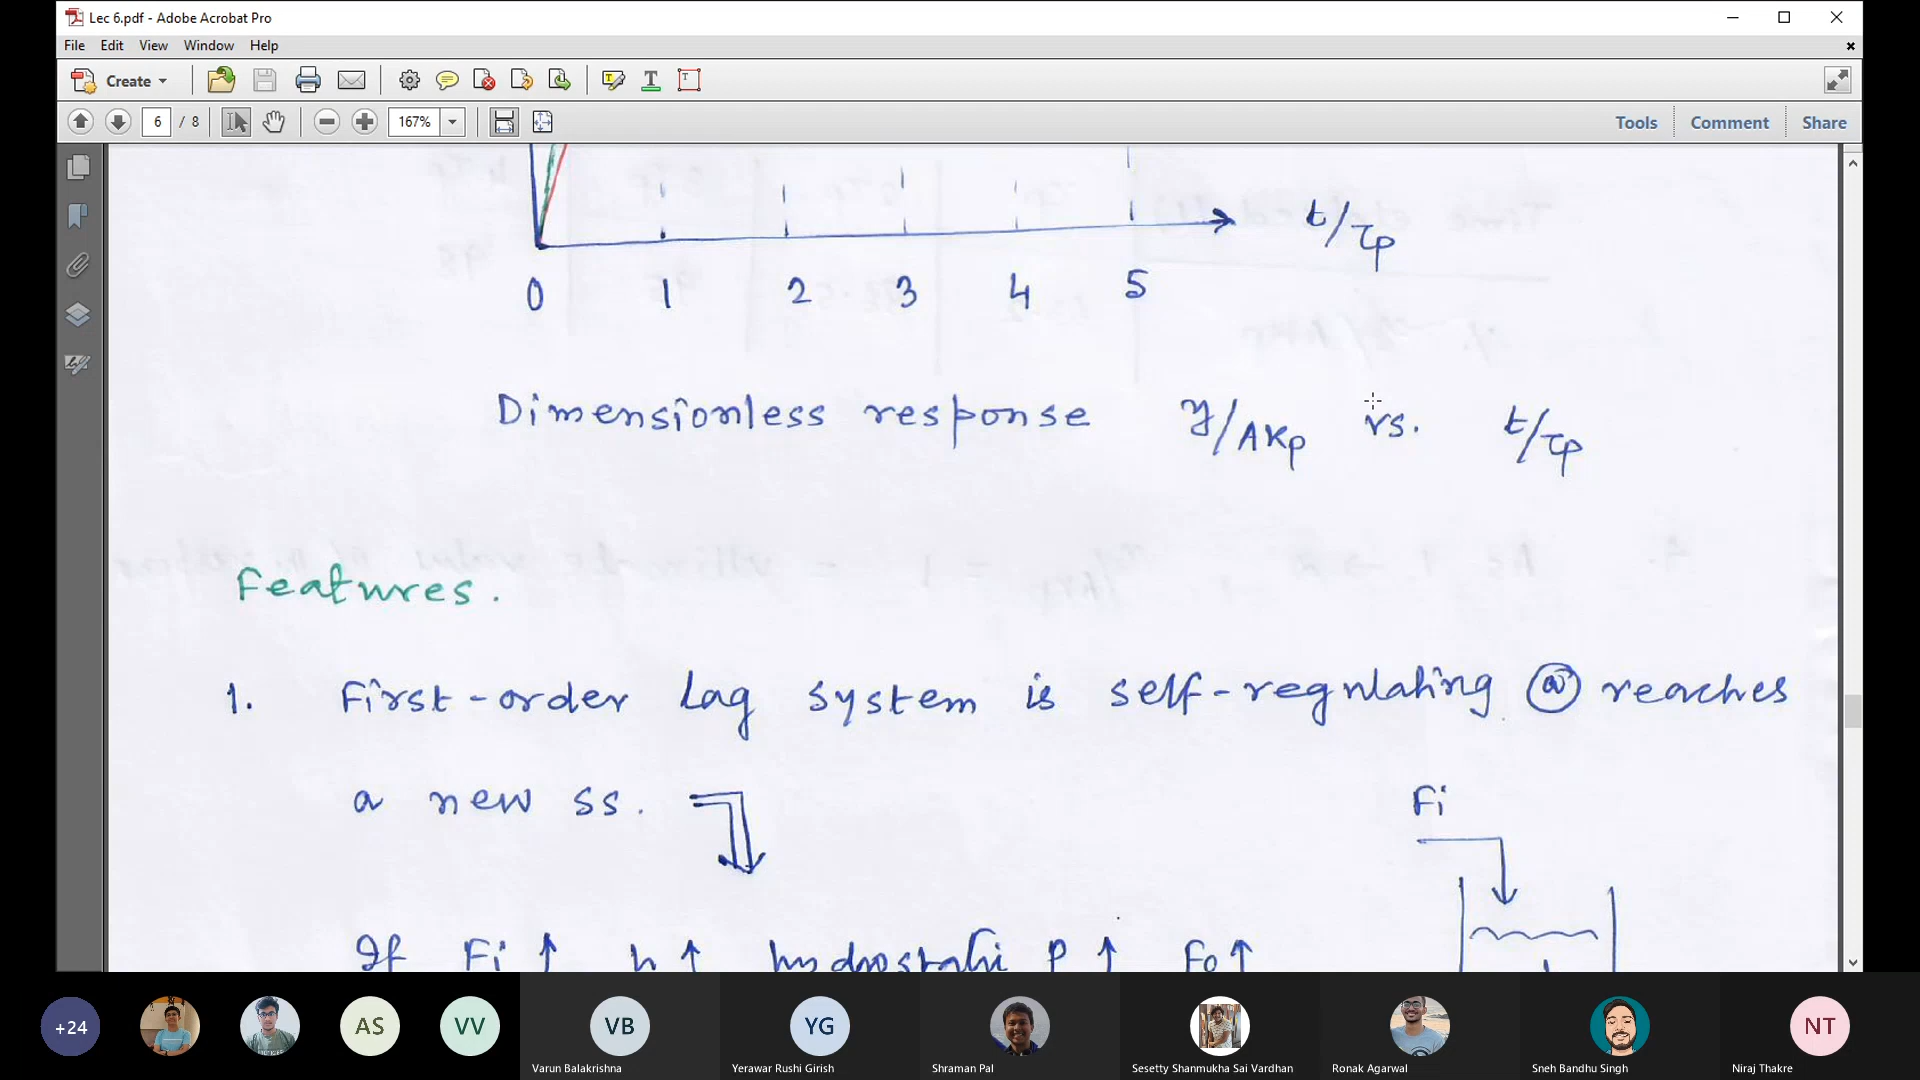 Lec 6.pdf - Adobe Acrobat Pro
File Edit View Window Help
Create
6 / 8 167% Tools Comment Share
t/τp
0 1 2 3 4 5
Dimensionless response y/AKp vs. t/τp
Features.
1. First-order Lag system is self-regulating or reaches
a new ss.
Fi
If Fi ↑ h ↑ hydrostatic P ↑ Fo ↑
+24 AS VV VB YG NT
Varun Balakrishna Yerawar Rushi Girish Shraman Pal Sesetty Shanmukha Sai Vardhan Ronak Agarwal Sneh Bandhu Singh Niraj Thakre